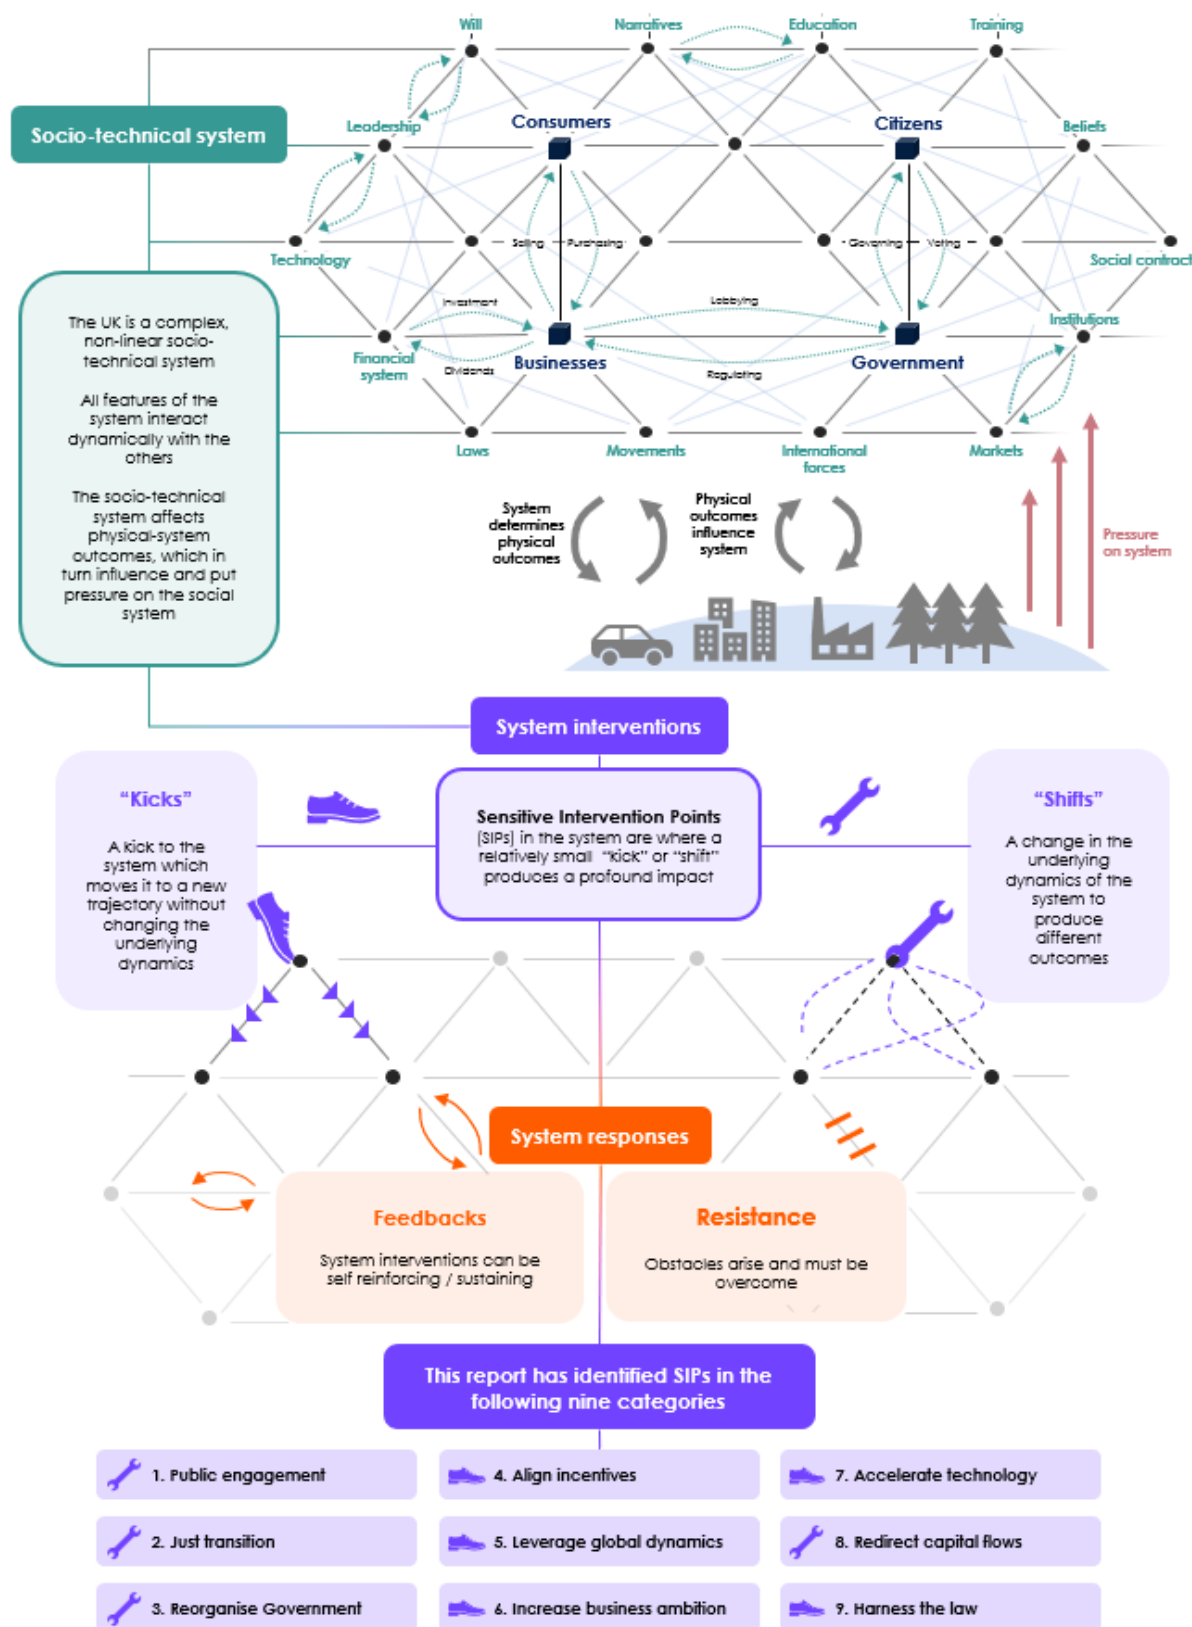 Will
Narratives
Education
Training
Socio-technical system
Leadership
Consumers
Citizens
Beliefs
Selling
Purchasing
Governing
Voting
Technology
Social contract
Investment
Lobbying
Institutions
Financial
system
Businesses
Government
Dividends
Regulating
Laws
Movements
International
forces
Markets
The UK is a complex,
non-linear socio-
technical system
All features of the
system interact
dynamically with the
others
The socio-technical
system affects
physical-system
outcomes, which in
turn influence and put
pressure on the social
system
System
determines
physical
outcomes
Physical
outcomes
influence
system
Pressure
on system
System interventions
“Kicks”
A kick to the
system which
moves it to a new
trajectory without
changing the
underlying
dynamics
Sensitive Intervention Points
(SIPs) in the system are where a
relatively small “kick” or “shift”
produces a profound impact
“Shifts”
A change in the
underlying
dynamics of the
system to
produce
different
outcomes
System responses
Feedbacks
System interventions can be
self reinforcing / sustaining
Resistance
Obstacles arise and must be
overcome
This report has identified SIPs in the
following nine categories
1. Public engagement
4. Align incentives
7. Accelerate technology
2. Just transition
5. Leverage global dynamics
8. Redirect capital flows
3. Reorganise Government
6. Increase business ambition
9. Harness the law